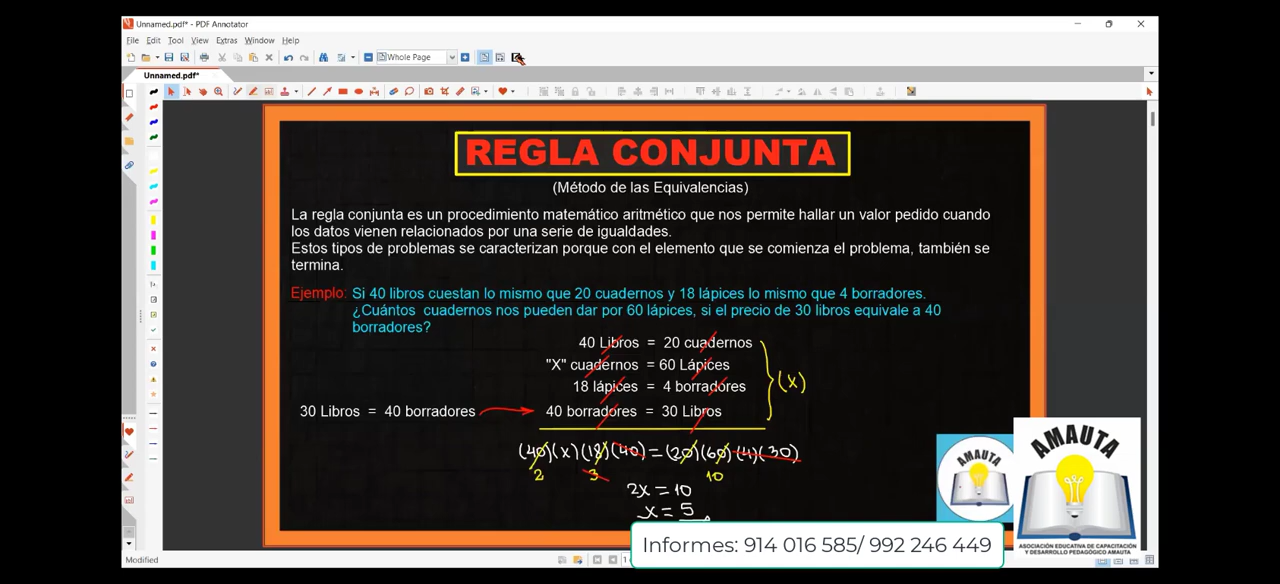 Unnamed.pdf* - PDF Annotator
File Edit Tool View Extras Window Help
Whole Page
Unnamed.pdf*
REGLA CONJUNTA
(Método de las Equivalencias)
La regla conjunta es un procedimiento matemático aritmético que nos permite hallar un valor pedido cuando
los datos vienen relacionados por una serie de igualdades.
Estos tipos de problemas se caracterizan porque con el elemento que se comienza el problema, también se
termina.
Ejemplo: Si 40 libros cuestan lo mismo que 20 cuadernos y 18 lápices lo mismo que 4 borradores.
¿Cuántos cuadernos nos pueden dar por 60 lápices, si el precio de 30 libros equivale a 40
borradores?
40 Libros = 20 cuadernos
"X" cuadernos = 60 Lápices
18 lápices = 4 borradores
(x)
30 Libros = 40 borradores
40 borradores = 30 Libros
(40)(x)(18)(40) = (20)(60)(4)(30)
2 3 10
2x = 10
x = 5
AMAUTA
AMAUTA
ASOCIACIÓN EDUCATIVA DE CAPACITACIÓN
Y DESARROLLO PEDAGÓGICO AMAUTA
Informes: 914 016 585/ 992 246 449
Modified